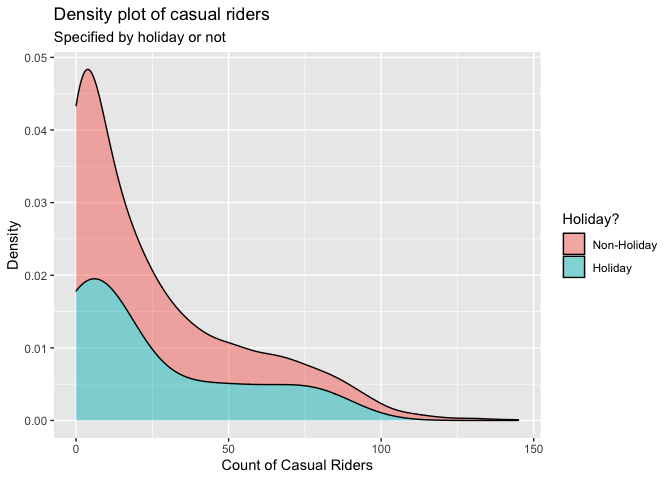 Density plot of casual riders
Specified by holiday or not
0.05
0.04
0.03
0.02
0.01
0.00
Density
0
50
100
150
Count of Casual Riders
Holiday?
Non-Holiday
Holiday